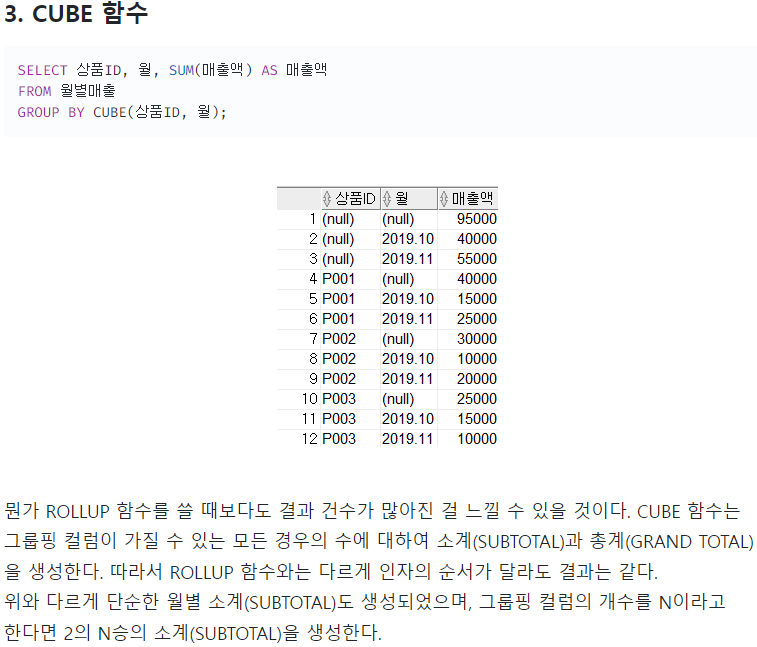 3. CUBE 함수
SELECT 상품ID, 월, SUM(매출액) AS 매출액
FROM 월별매출
GROUP BY CUBE(상품ID, 월);
상품ID 월 매출액
1 (null) (null) 95000
2 (null) 2019.10 40000
3 (null) 2019.11 55000
4 P001 (null) 40000
5 P001 2019.10 15000
6 P001 2019.11 25000
7 P002 (null) 30000
8 P002 2019.10 10000
9 P002 2019.11 20000
10 P003 (null) 25000
11 P003 2019.10 15000
12 P003 2019.11 10000
뭔가 ROLLUP 함수를 쓸 때보다도 결과 건수가 많아진 걸 느낄 수 있을 것이다. CUBE 함수는
그룹핑 컬럼이 가질 수 있는 모든 경우의 수에 대하여 소계(SUBTOTAL)과 총계(GRAND TOTAL)
을 생성한다. 따라서 ROLLUP 함수와는 다르게 인자의 순서가 달라도 결과는 같다.
위와 다르게 단순한 월별 소계(SUBTOTAL)도 생성되었으며, 그룹핑 컬럼의 개수를 N이라고
한다면 2의 N승의 소계(SUBTOTAL)을 생성한다.